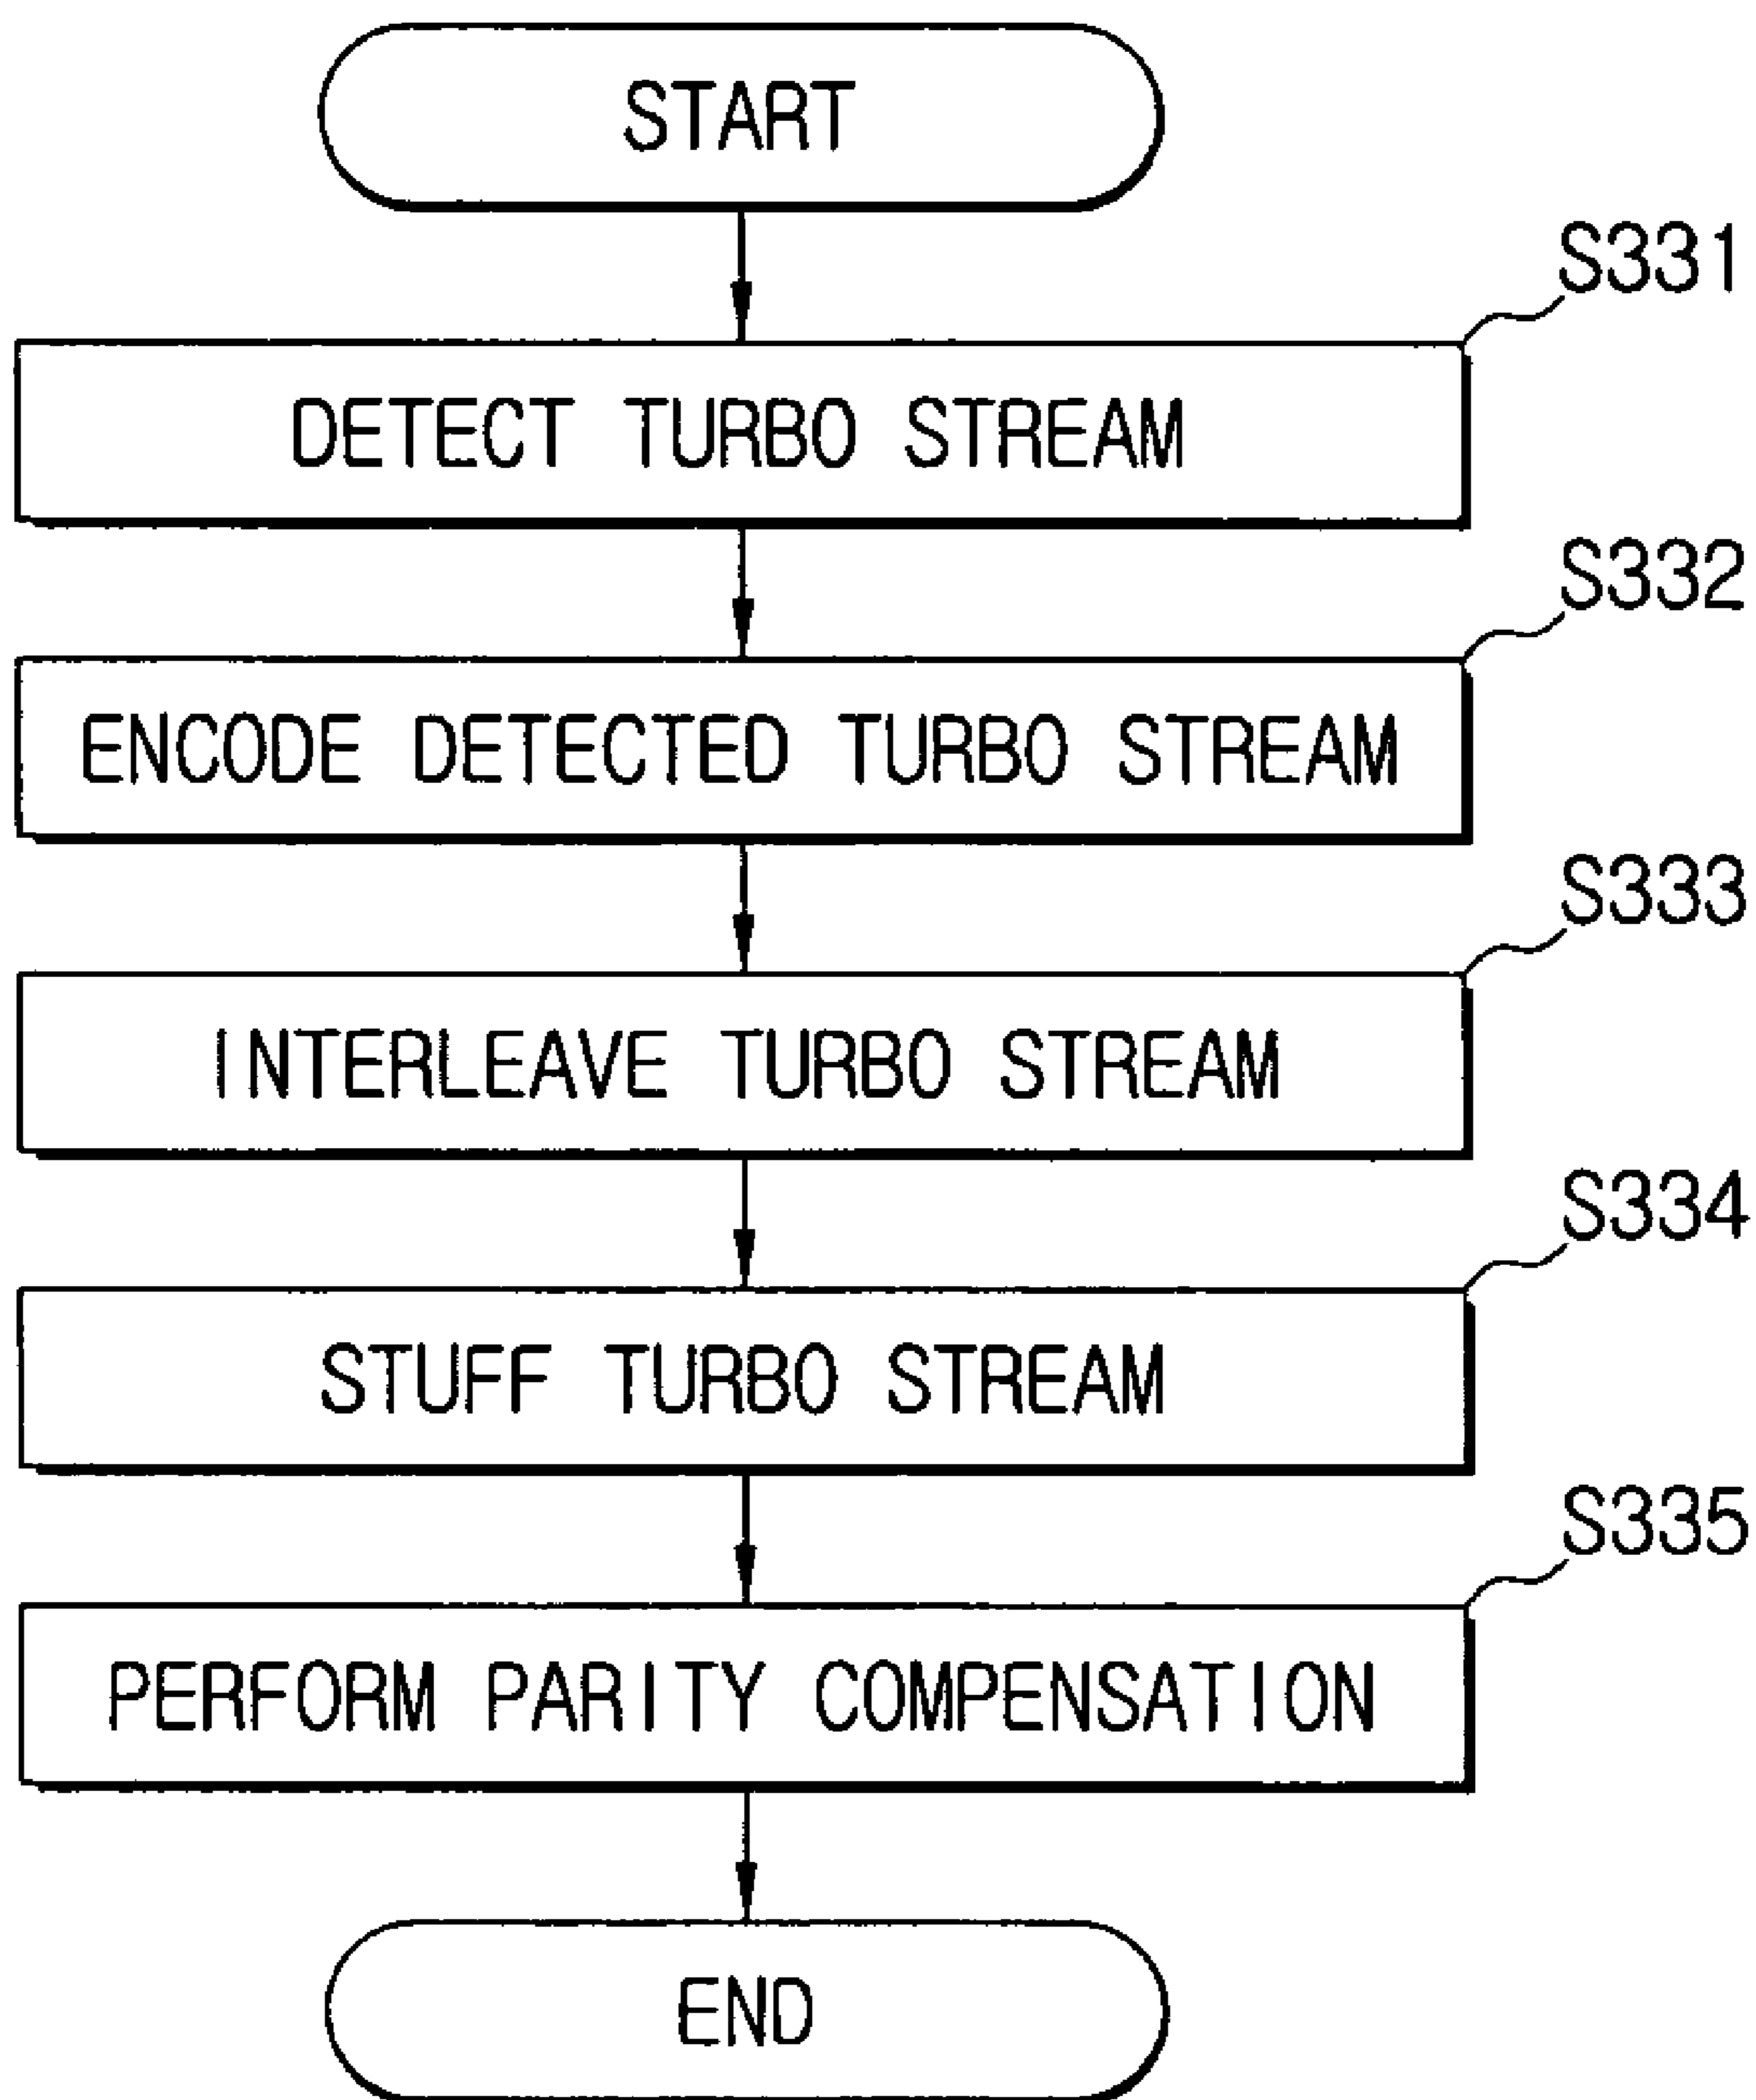 START
S331
DETECT TURBO STREAM
S332
ENCODE DETECTED TURBO STREAM
S333
INTERLEAVE TURBO STREAM
S334
STUFF TURBO STREAM
S335
PERFORM PARITY COMPENSATION
END